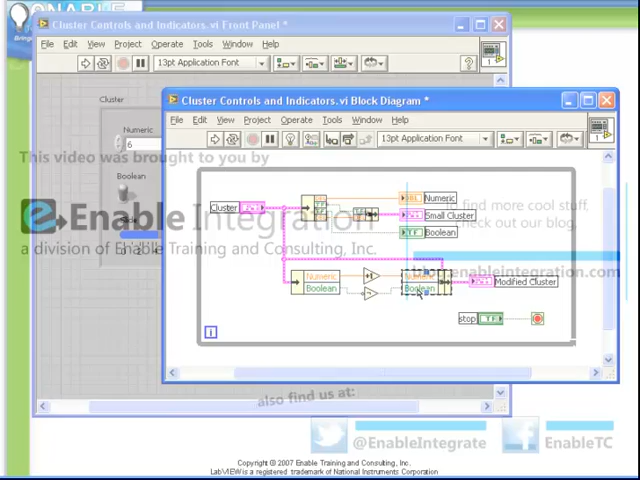 ONABLE
Cluster Controls and Indicators.vi Front Panel *
File Edit View Project Operate Tools Window Help
13pt Application Font
Cluster
Numeric
6
Boolean
Cluster Controls and Indicators.vi Block Diagram *
File Edit View Project Operate Tools Window Help
13pt Application Font
This video was brought to you by
Enable Integration
a division of Enable Training and Consulting, Inc.
find more cool stuff,
check out our blog
enableintegration.com
Cluster
Numeric
Small Cluster
Boolean
Numeric
Boolean
Numeric
Boolean
Modified Cluster
stop
TF
i
also find us at:
@EnableIntegrate
EnableTC
Copyright © 2007 Enable Training and Consulting, Inc.
LabVIEW is a registered trademark of National Instruments Corporation